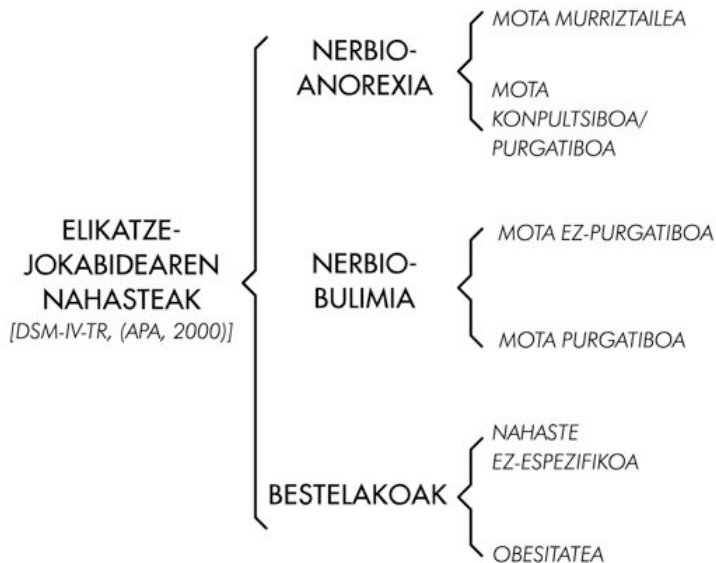 ELIKATZE-
JOKABIDEAREN
NAHASTEAK
[DSM-IV-TR, (APA, 2000)]
NERBIO-
ANOREXIA
MOTA MURRIZTAILEA
MOTA
KONPULTSIBOA/
PURGATIBOA
NERBIO-
BULIMIA
MOTA EZ-PURGATIBOA
MOTA PURGATIBOA
BESTELAKOAK
NAHASTE
EZ-ESPEZIFIKOA
OBESITATEA